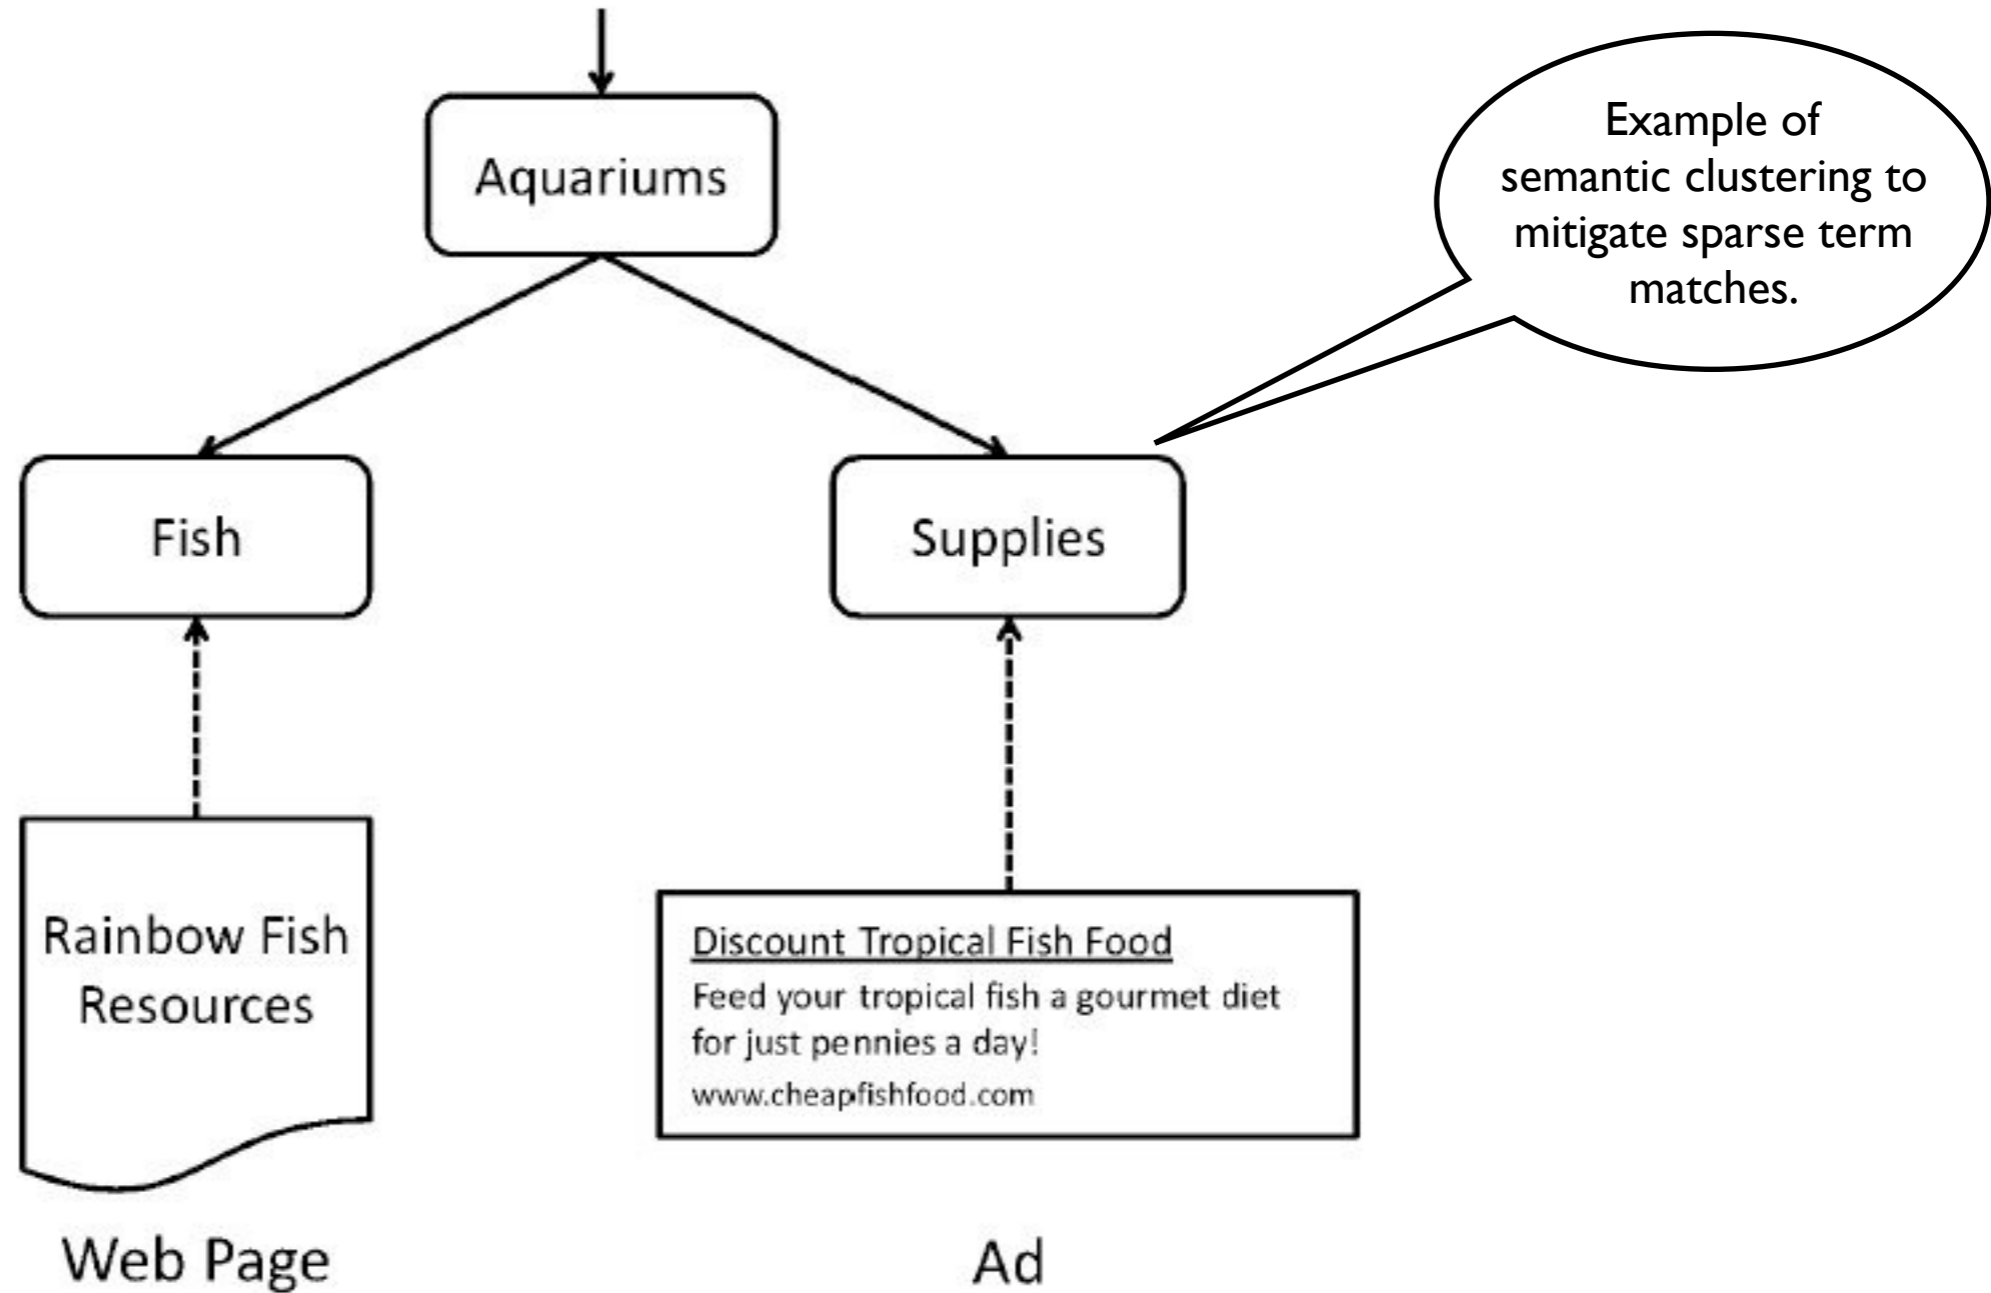 Aquariums
Example of
semantic clustering to
mitigate sparse term
matches.
Fish
Supplies
Rainbow Fish
Resources
Discount Tropical Fish Food
Feed your tropical fish a gourmet diet
for just pennies a day!
www.cheapfishfood.com
Web Page
Ad